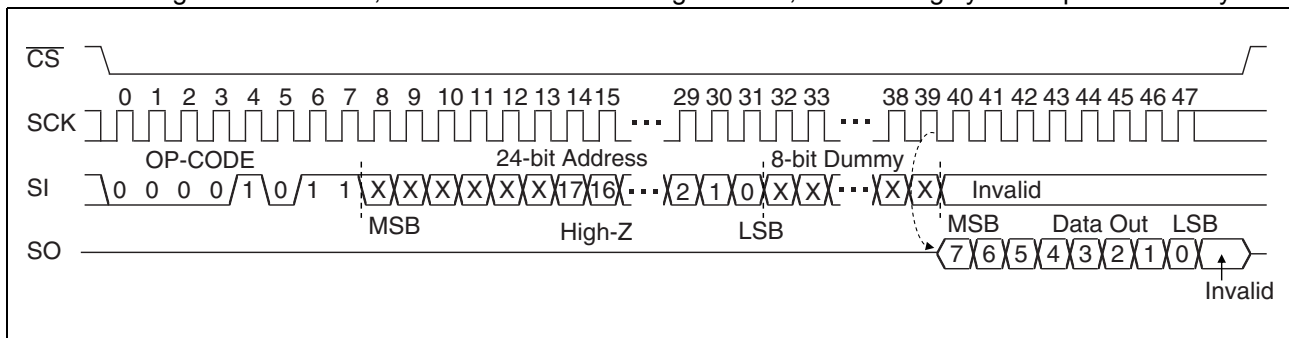 CS
0 1 2 3 4 5 6 7 8 9 10 11 12 13 14 15 29 30 31 32 33 38 39 40 41 42 43 44 45 46 47
SCK
OP-CODE 24-bit Address 8-bit Dummy
SI 0 0 0 0 1 0 1 1 X X X X X X 17 16 2 1 0 X X X X Invalid
MSB High-Z LSB MSB Data Out LSB
SO 7 6 5 4 3 2 1 0
Invalid